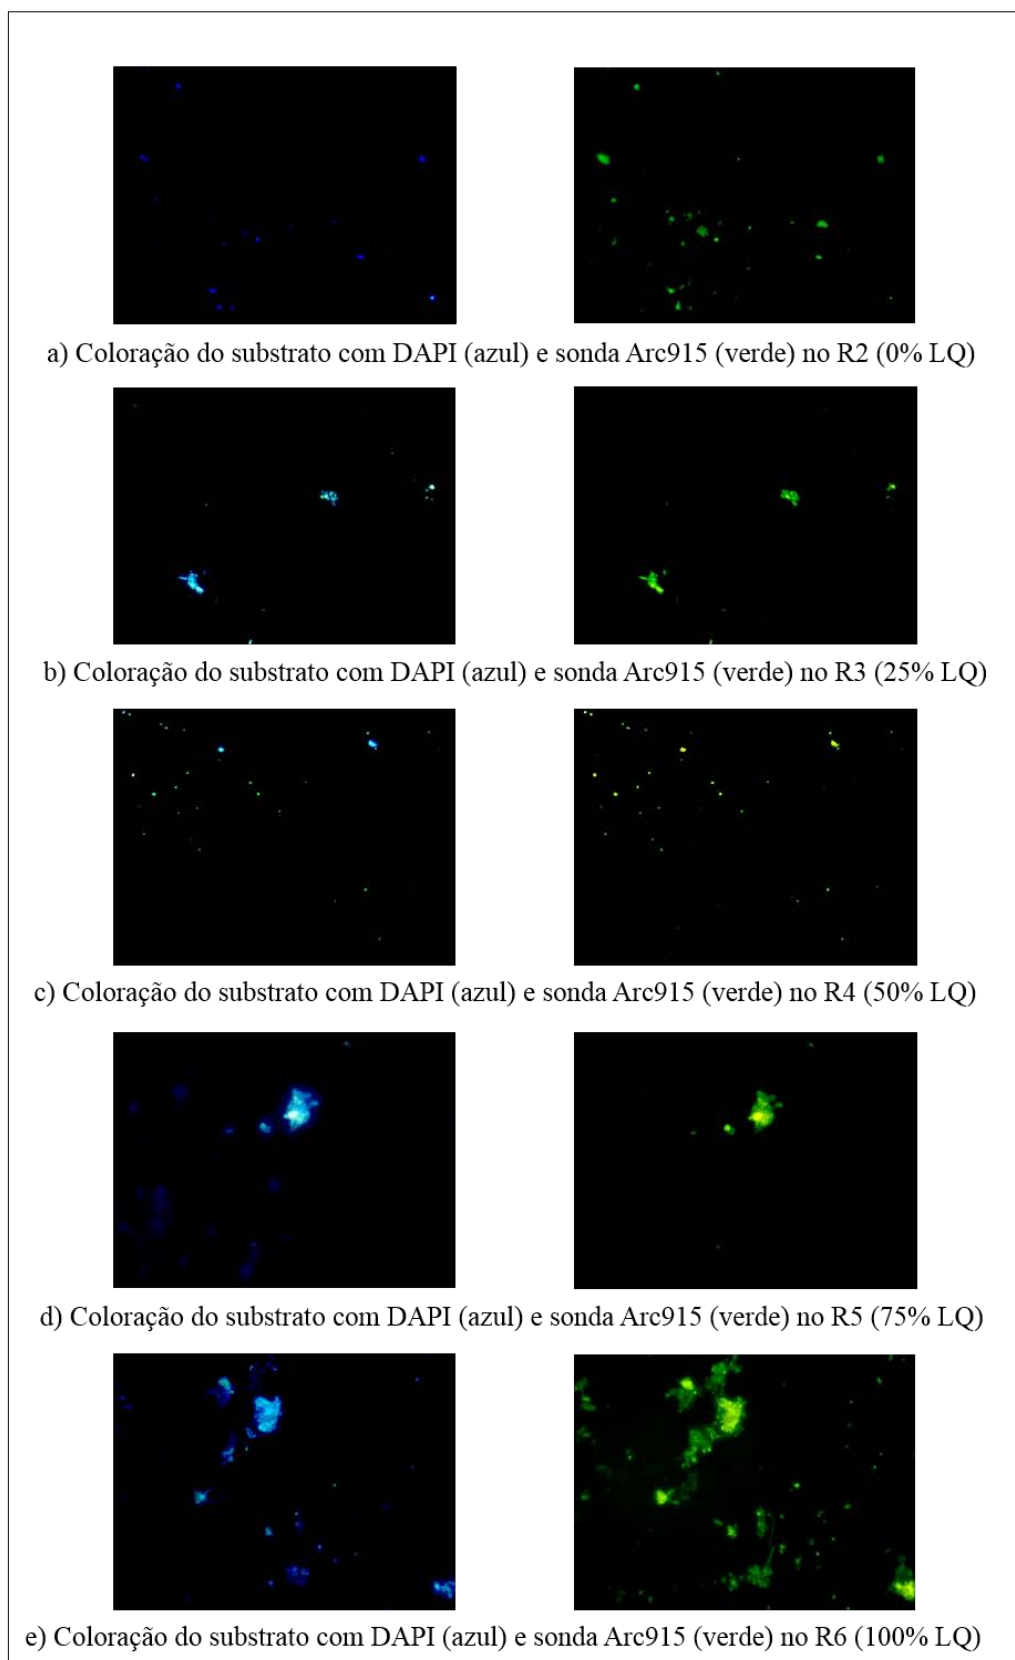 a) Coloração do substrato com DAPI (azul) e sonda Arc915 (verde) no R2 (0% LQ)
b) Coloração do substrato com DAPI (azul) e sonda Arc915 (verde) no R3 (25% LQ)
c) Coloração do substrato com DAPI (azul) e sonda Arc915 (verde) no R4 (50% LQ)
d) Coloração do substrato com DAPI (azul) e sonda Arc915 (verde) no R5 (75% LQ)
e) Coloração do substrato com DAPI (azul) e sonda Arc915 (verde) no R6 (100% LQ)